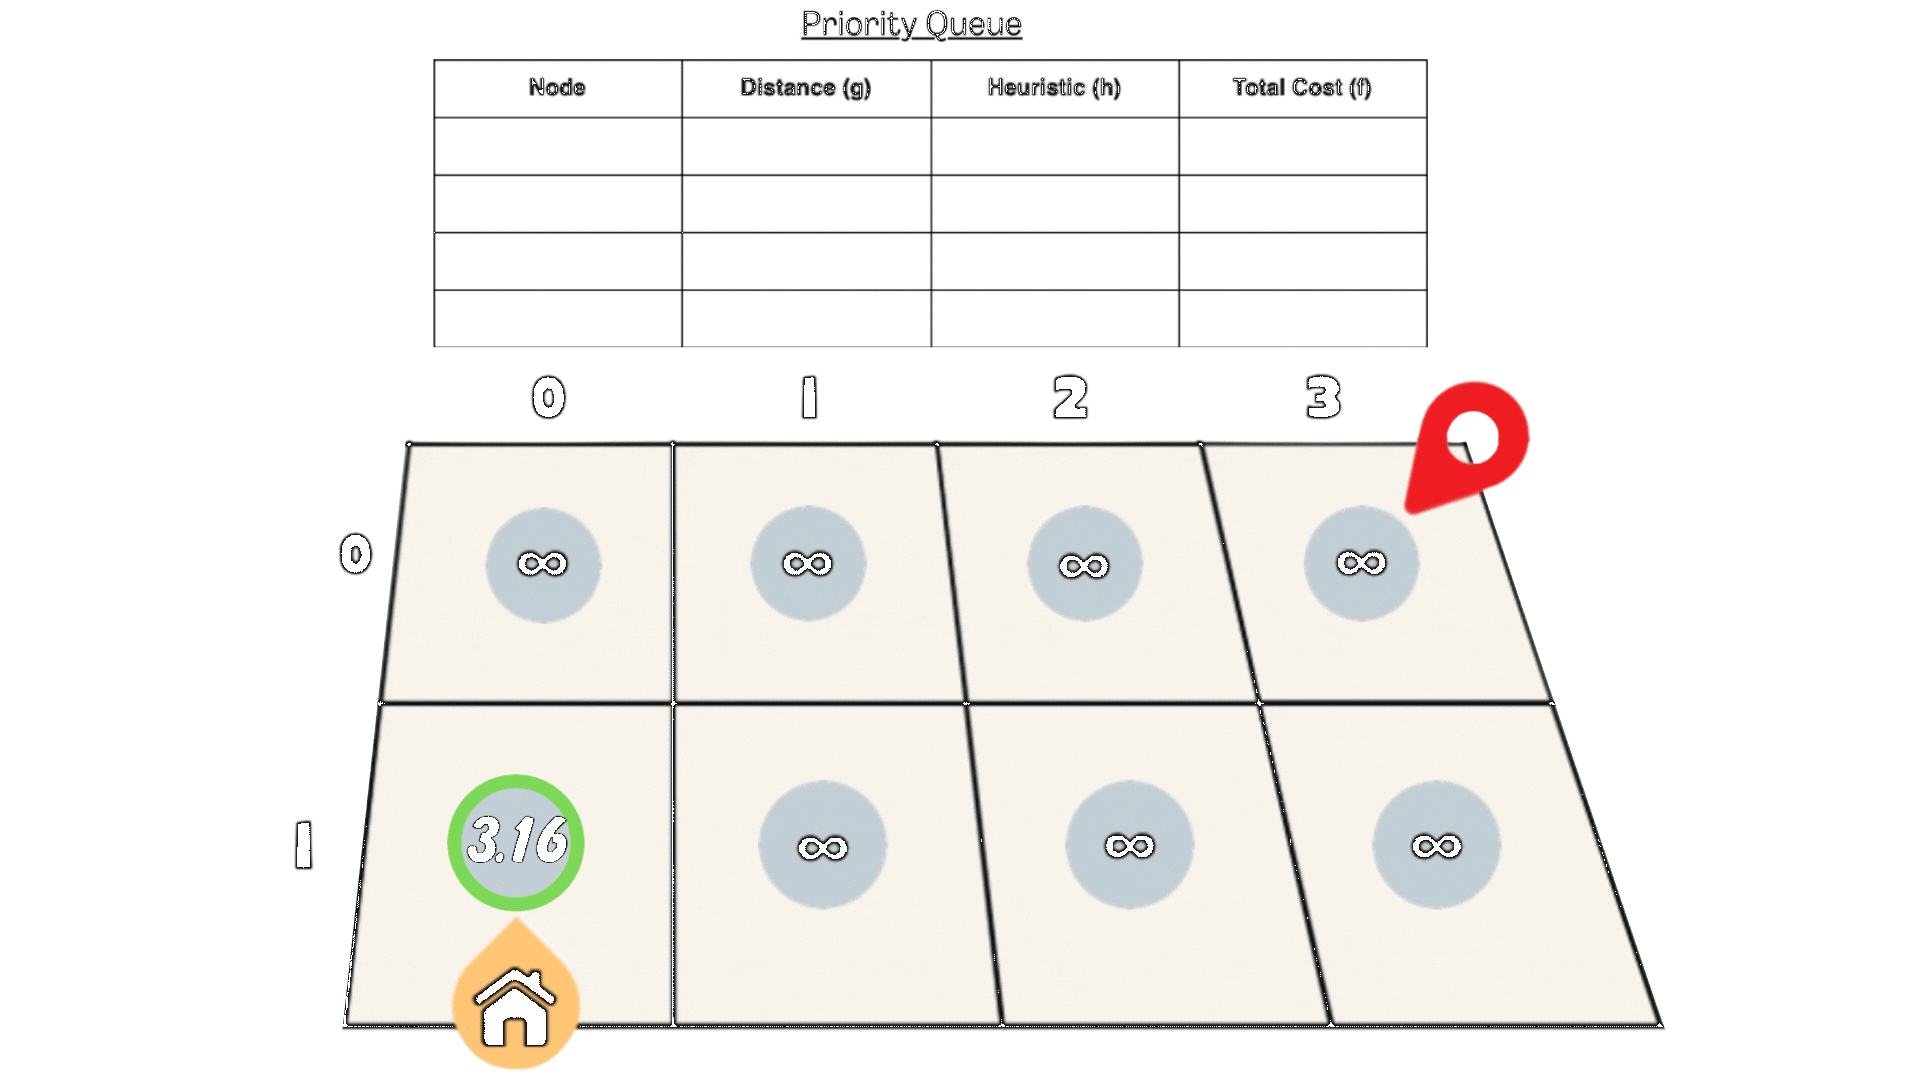 Priority Queue
Node Distance (g) Heuristic (h) Total Cost (f)
0 1 2 3
0 ∞ ∞ ∞ ∞
1 3.16 ∞ ∞ ∞